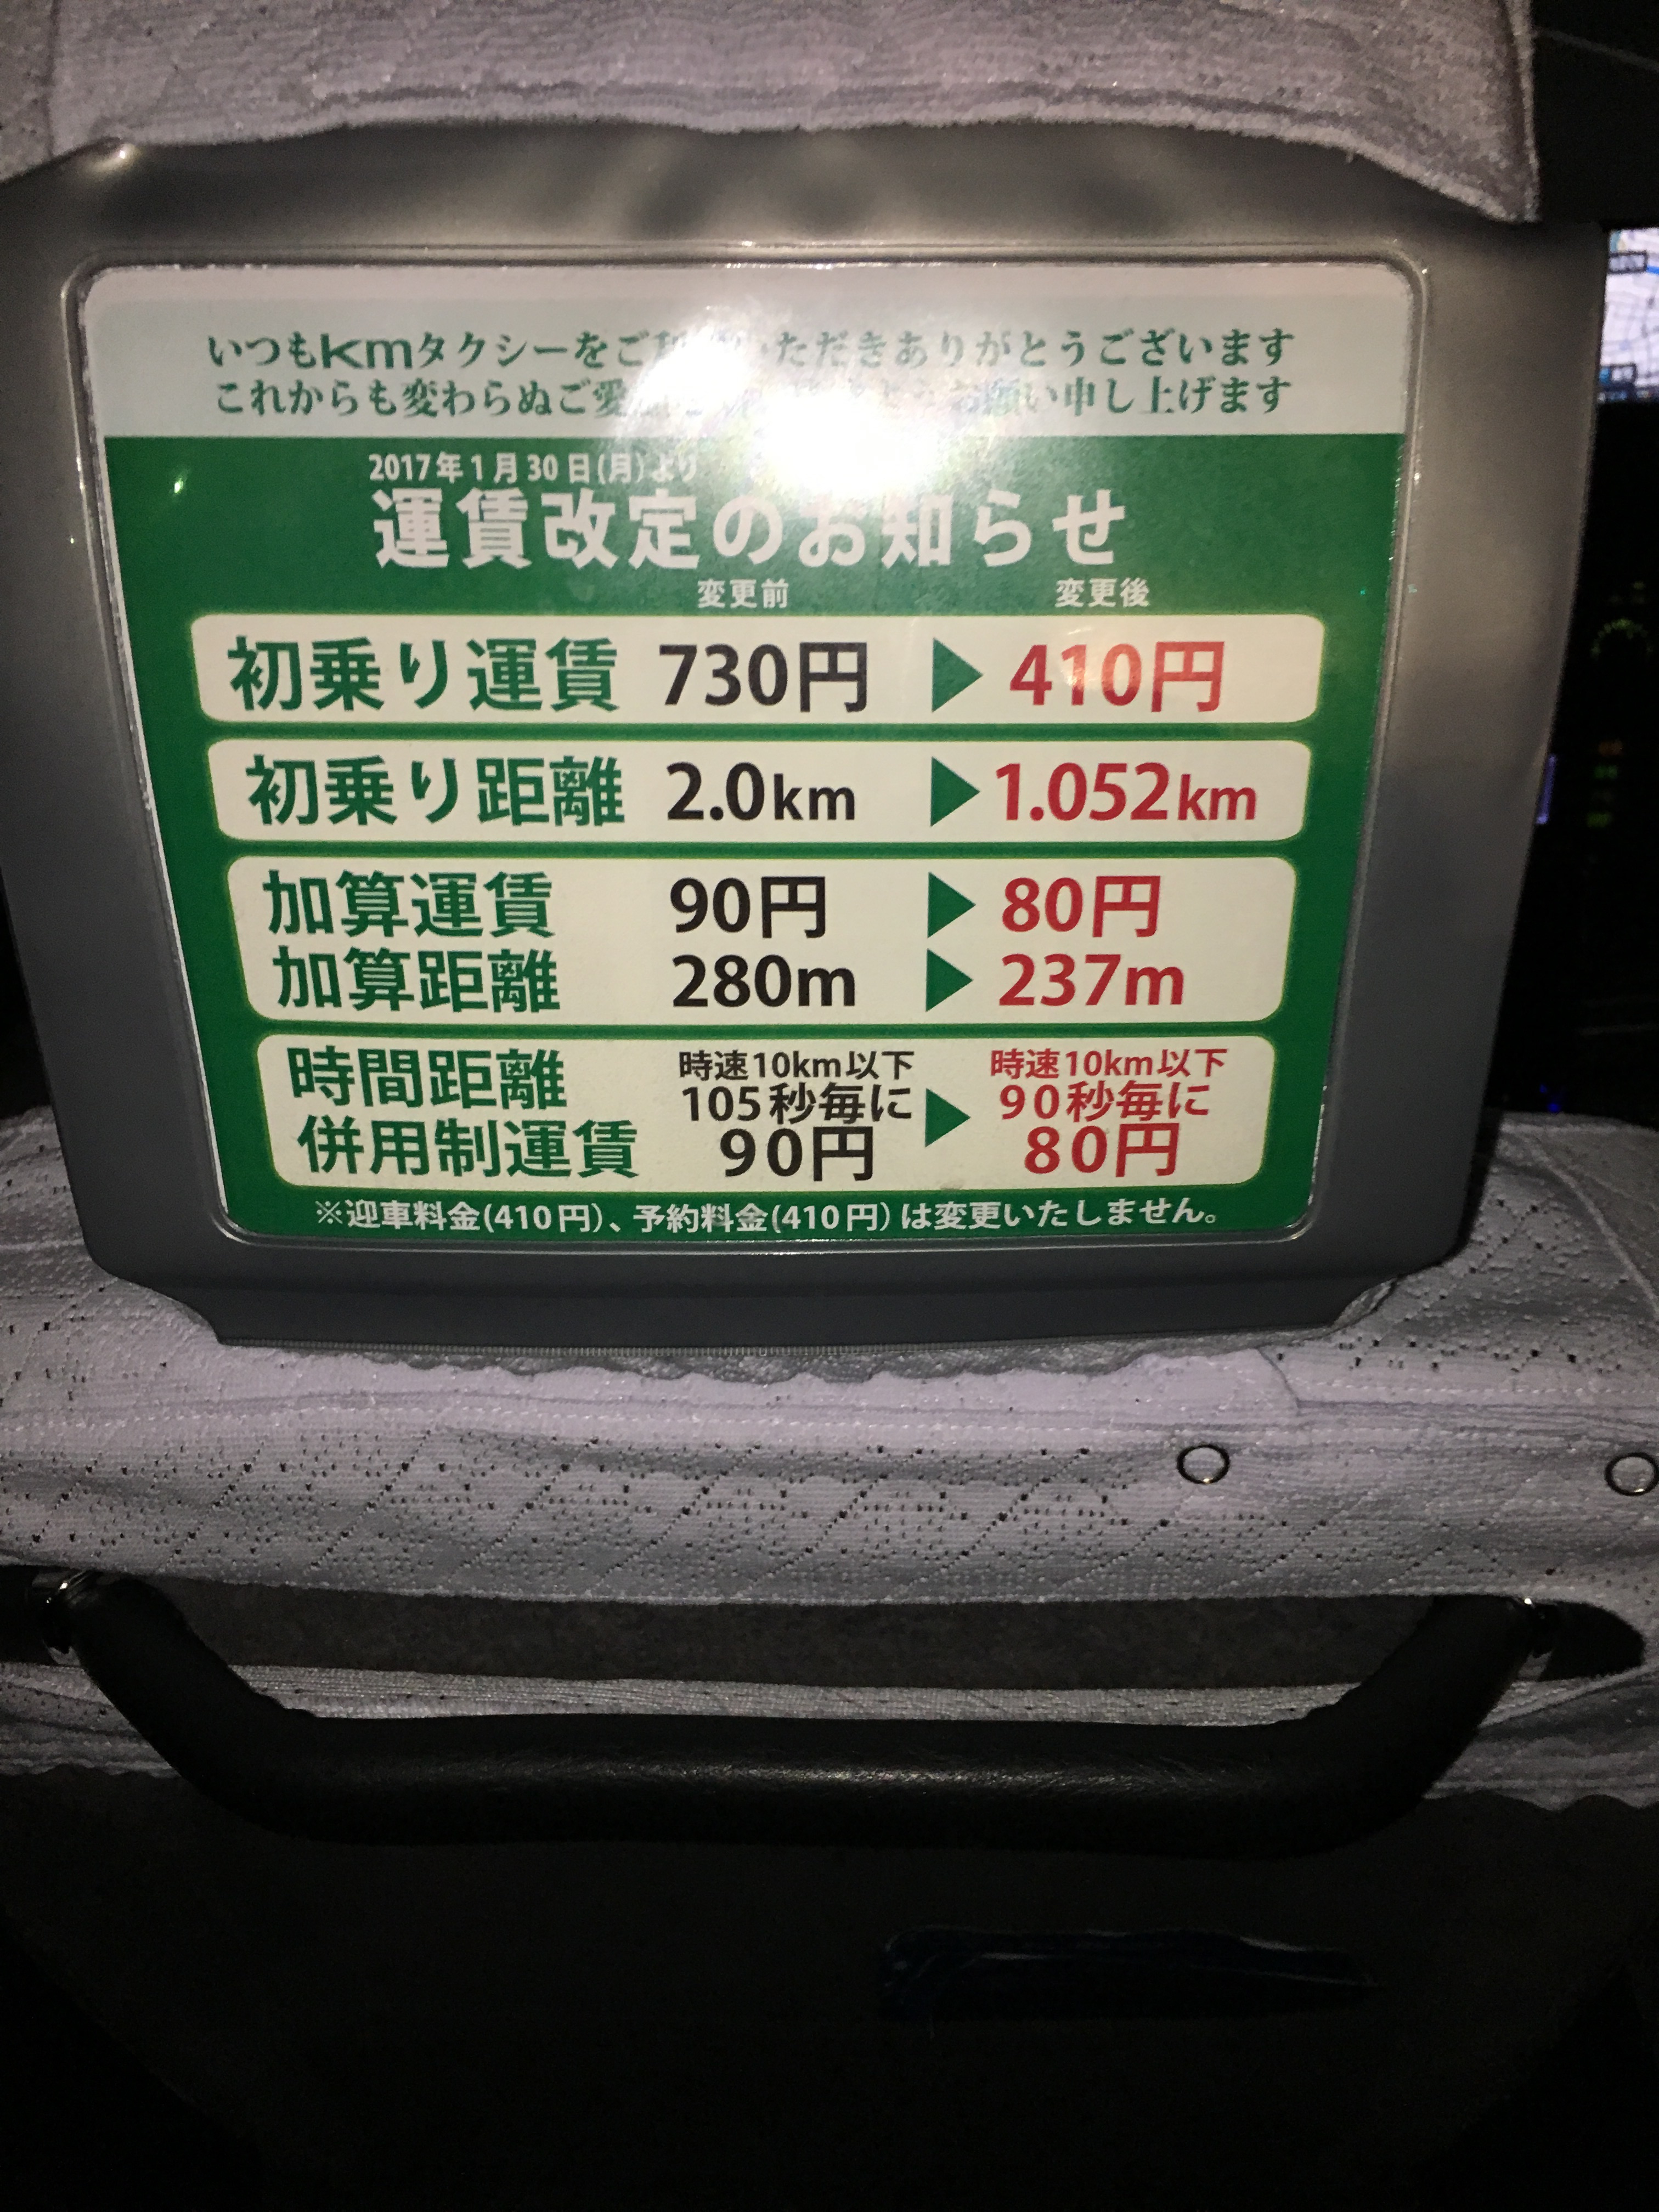 いつもkmタクシーをご いただきありがとうございます
これからも変わらぬご愛 お願い申し上げます
2017年1月30日(月)より
運賃改定のお知らせ
変更前 変更後
初乗り運賃 730円 ▶ 410円
初乗り距離 2.0km ▶ 1.052km
加算運賃 90円 ▶ 80円
加算距離 280m ▶ 237m
時間距離 併用制運賃 時速10km以下 105秒毎に 90円 ▶ 時速10km以下 90秒毎に 80円
※迎車料金(410円)、予約料金(410円)は変更いたしません。